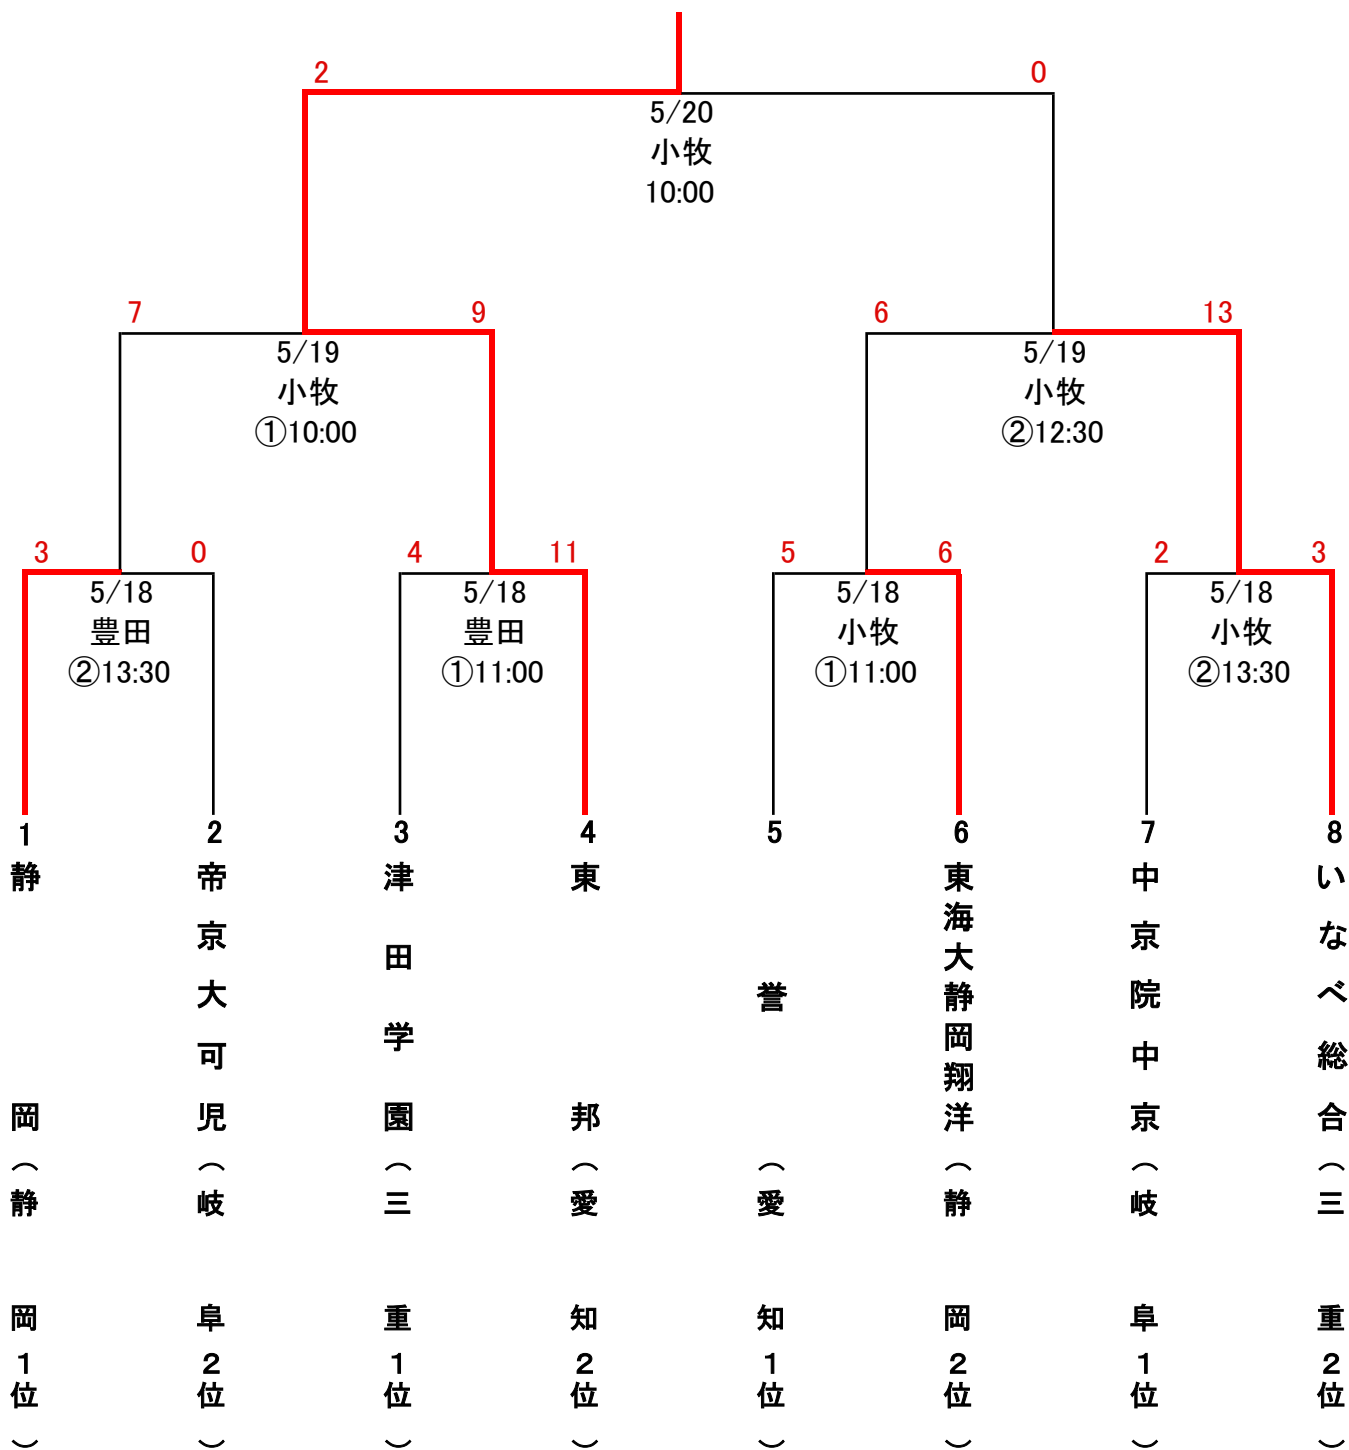 2 0
5/20
小牧
10:00
7 9 6 13
5/19 5/19
小牧 小牧
①10:00 ②12:30
3 0 4 11 5 6 2 3
5/18 5/18 5/18 5/18
豊田 豊田 小牧 小牧
②13:30 ①11:00 ①11:00 ②13:30
1 2 3 4 5 6 7 8
静岡(静岡1位)
帝京大可児(岐阜2位)
津田学園(三重1位)
東邦(愛知2位)
誉(愛知1位)
東海大静岡翔洋(静岡2位)
中京院中京(岐阜1位)
いなべ総合(三重2位)